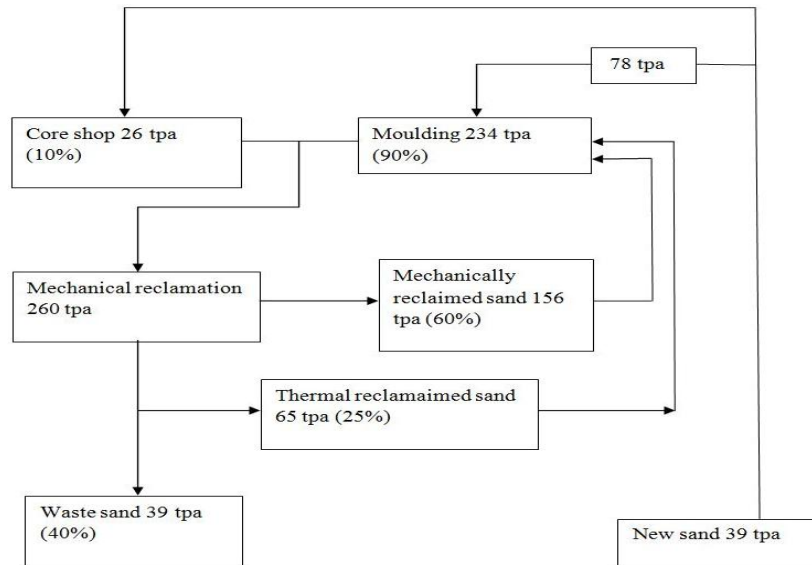 78 tpa
Core shop 26 tpa
(10%)
Moulding 234 tpa
(90%)
Mechanical reclamation
260 tpa
Mechanically
reclaimed sand 156
tpa (60%)
Thermal reclamaimed sand
65 tpa (25%)
Waste sand 39 tpa
(40%)
New sand 39 tpa